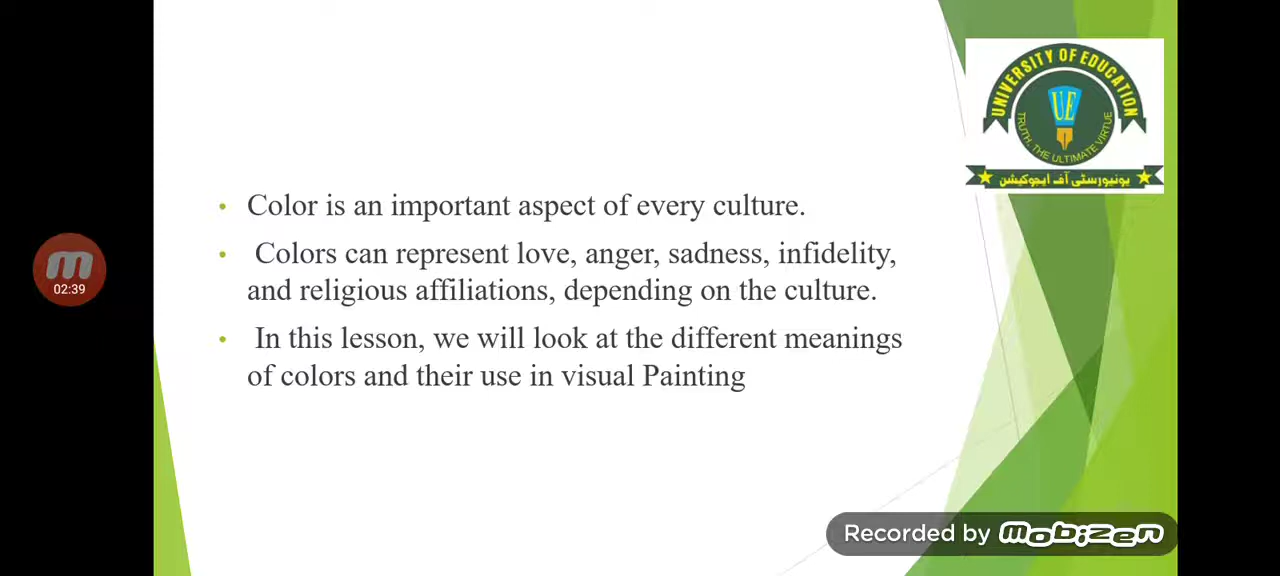 UNIVERSITY OF EDUCATION
UE
TRUTH, THE ULTIMATE VIRTUE
یونیورسٹی آف ایجوکیشن
• Color is an important aspect of every culture.
• Colors can represent love, anger, sadness, infidelity,
and religious affiliations, depending on the culture.
• In this lesson, we will look at the different meanings
of colors and their use in visual Painting
02:39
Recorded by mobizen